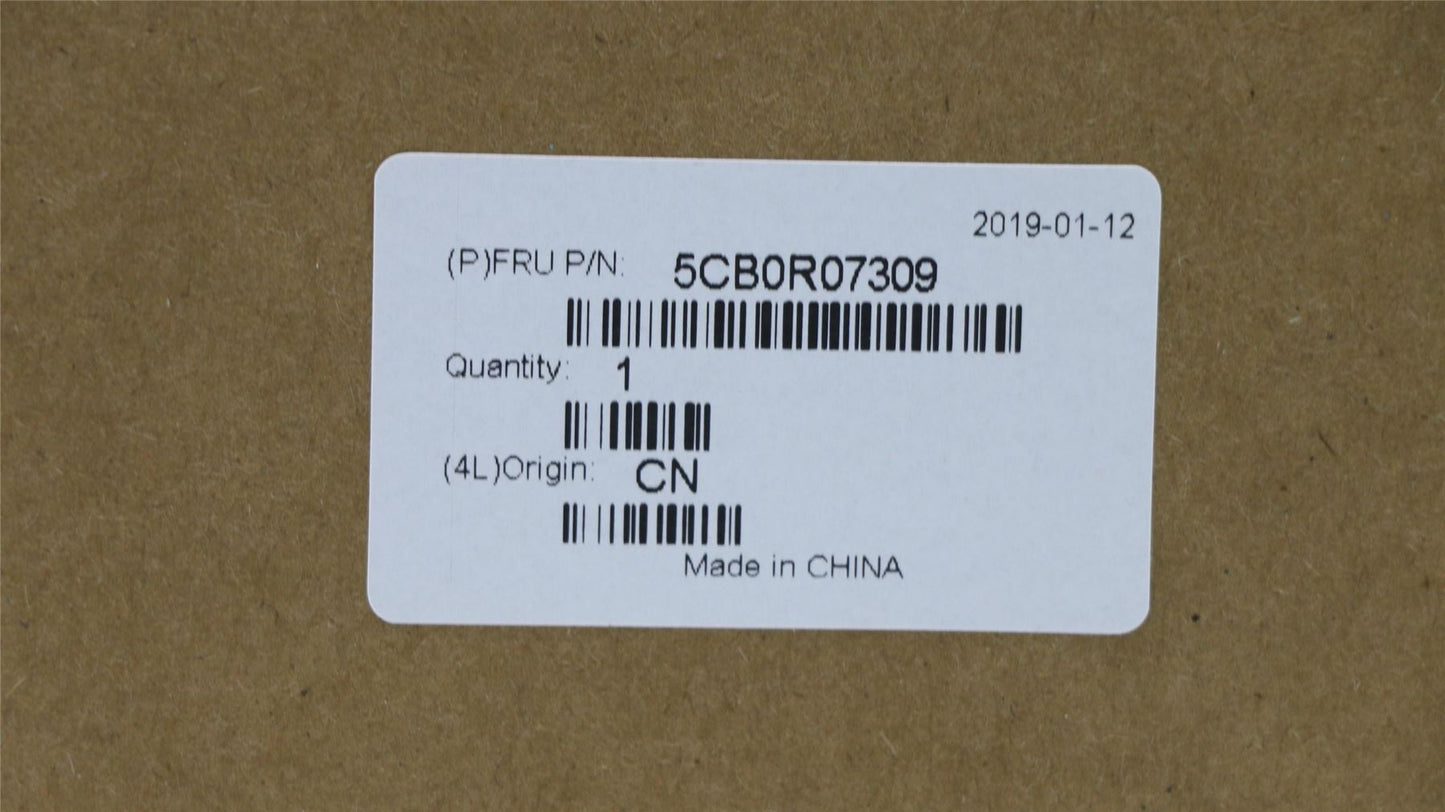 2019-01-12
(P)FRU P/N: 5CB0R07309
Quantity: 1
(4L)Origin: CN
Made in CHINA